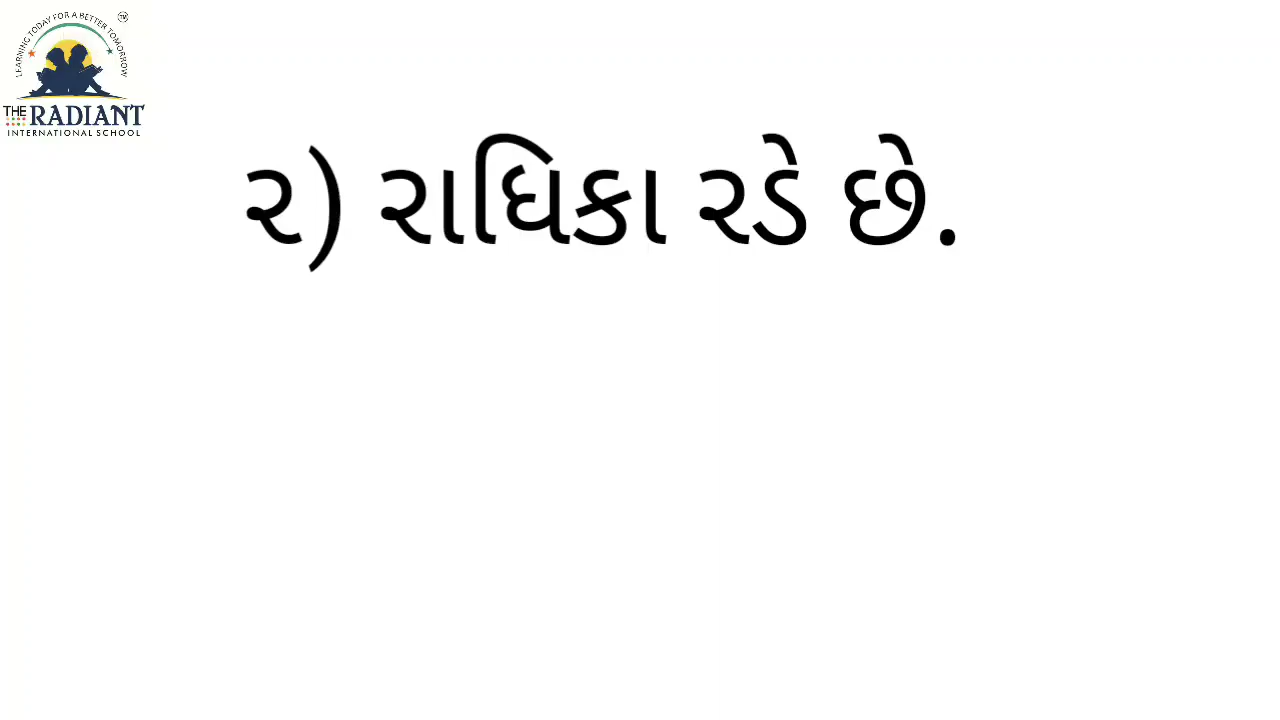 LEARNING TODAY FOR A BETTER TOMORROW
TM
THE RADIANT
INTERNATIONAL SCHOOL
૨) રાધિકા રડે છે.